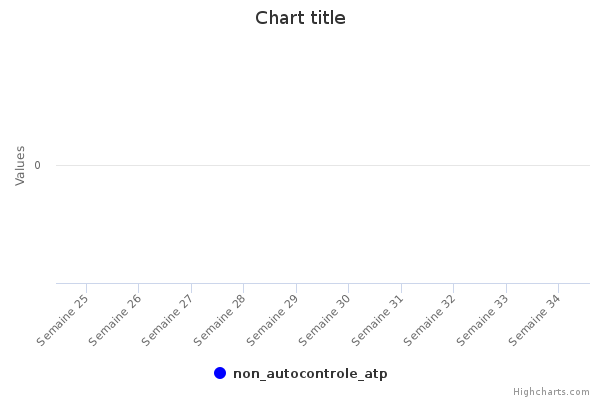 Chart title
Values
0
Semaine 25
Semaine 26
Semaine 27
Semaine 28
Semaine 29
Semaine 30
Semaine 31
Semaine 32
Semaine 33
Semaine 34
non_autocontrole_atp
Highcharts.com